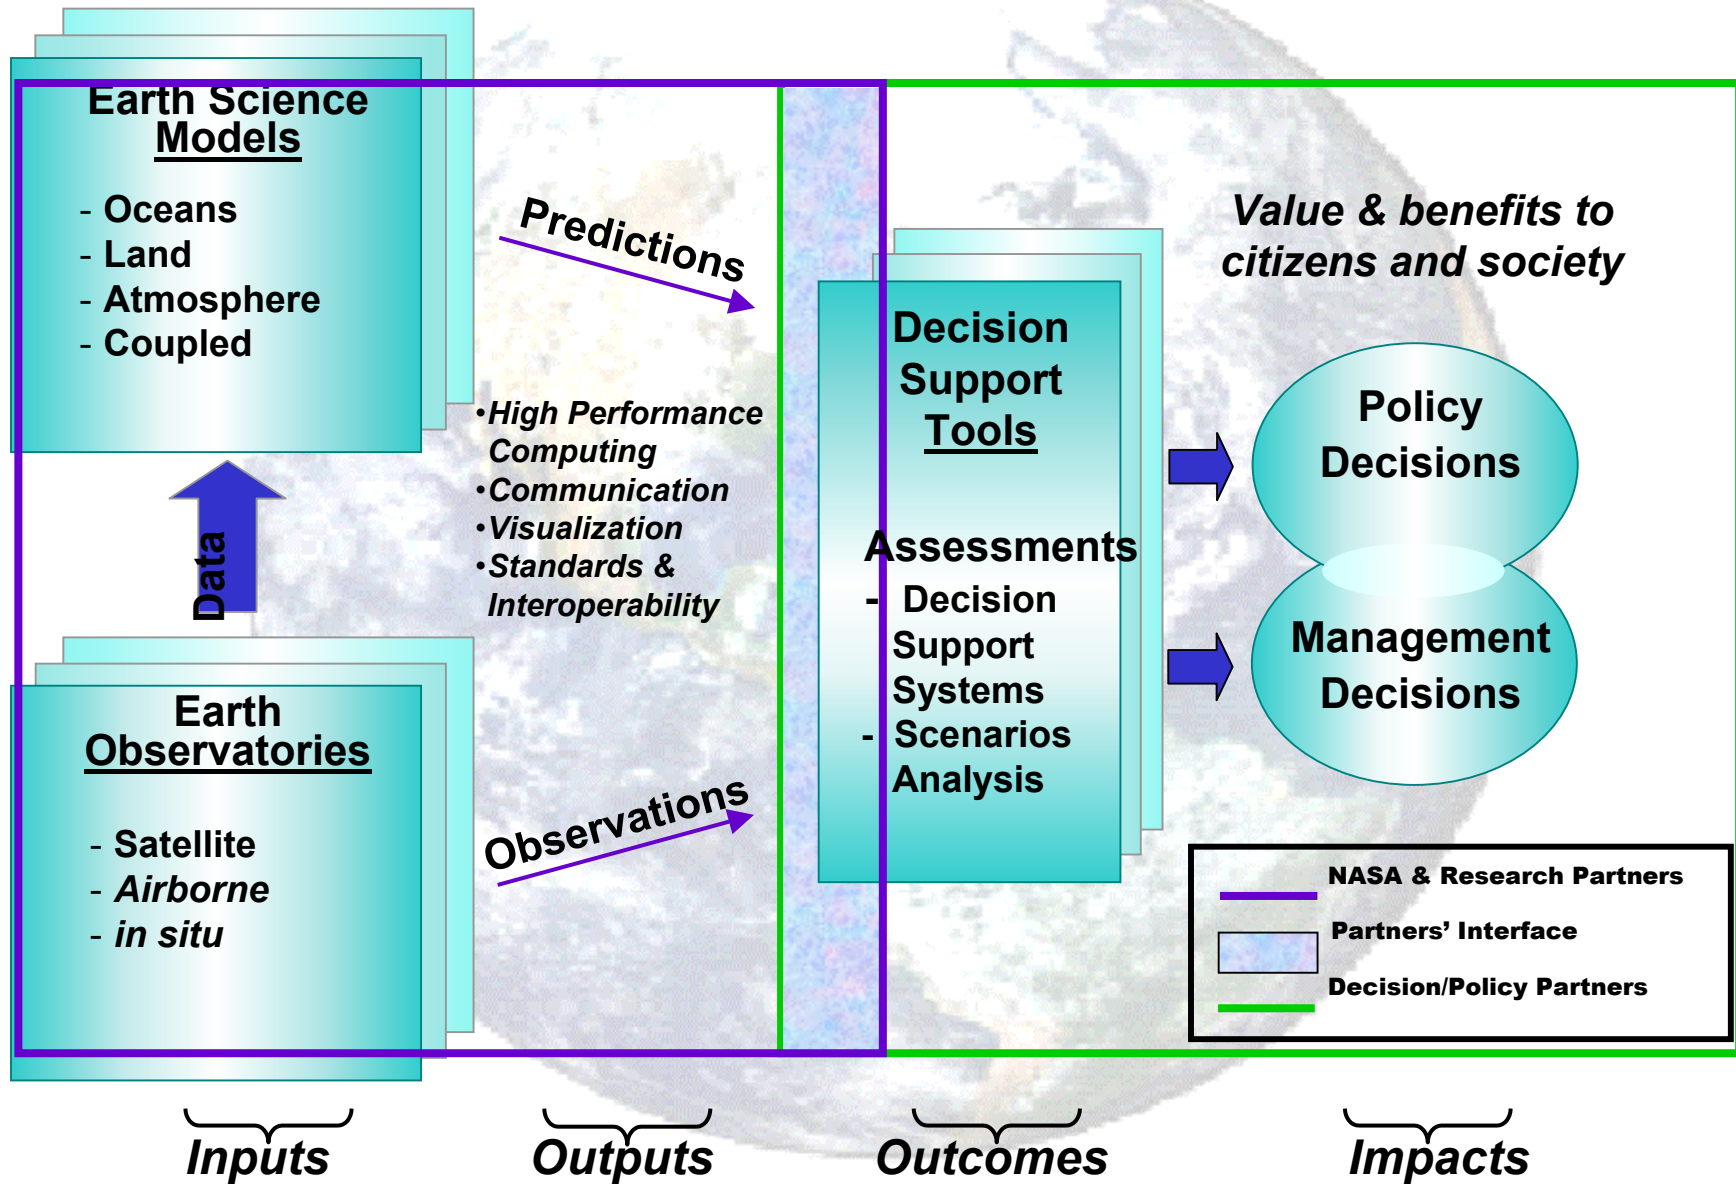 Earth Science
Models
- Oceans
- Land
- Atmosphere
- Coupled
Data
Earth
Observatories
- Satellite
- Airborne
- in situ
Predictions
•High Performance
Computing
•Communication
•Visualization
•Standards &
Interoperability
Observations
Decision
Support
Tools
Assessments
- Decision
Support
Systems
- Scenarios
Analysis
Value & benefits to
citizens and society
Policy
Decisions
Management
Decisions
NASA & Research Partners
Partners’ Interface
Decision/Policy Partners
Inputs
Outputs
Outcomes
Impacts